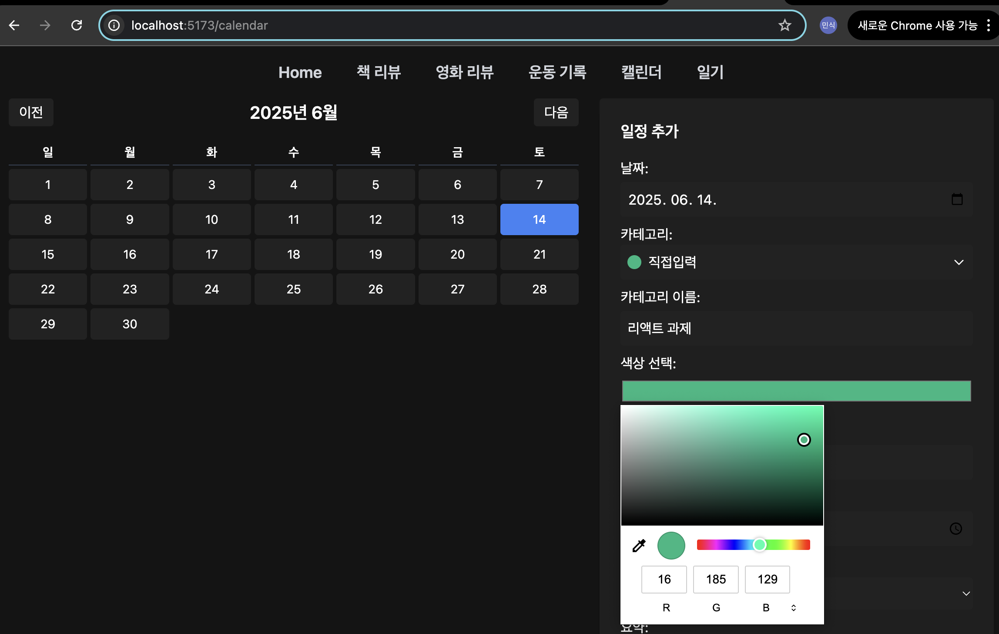 localhost:5173/calendar
민식
새로운 Chrome 사용 가능
Home 책 리뷰 영화 리뷰 운동 기록 캘린더 일기
이전 2025년 6월 다음
일 월 화 수 목 금 토
1 2 3 4 5 6 7
8 9 10 11 12 13 14
15 16 17 18 19 20 21
22 23 24 25 26 27 28
29 30
일정 추가
날짜:
2025. 06. 14.
카테고리:
직접입력
카테고리 이름:
리액트 과제
색상 선택:
16 185 129
R G B
요약: